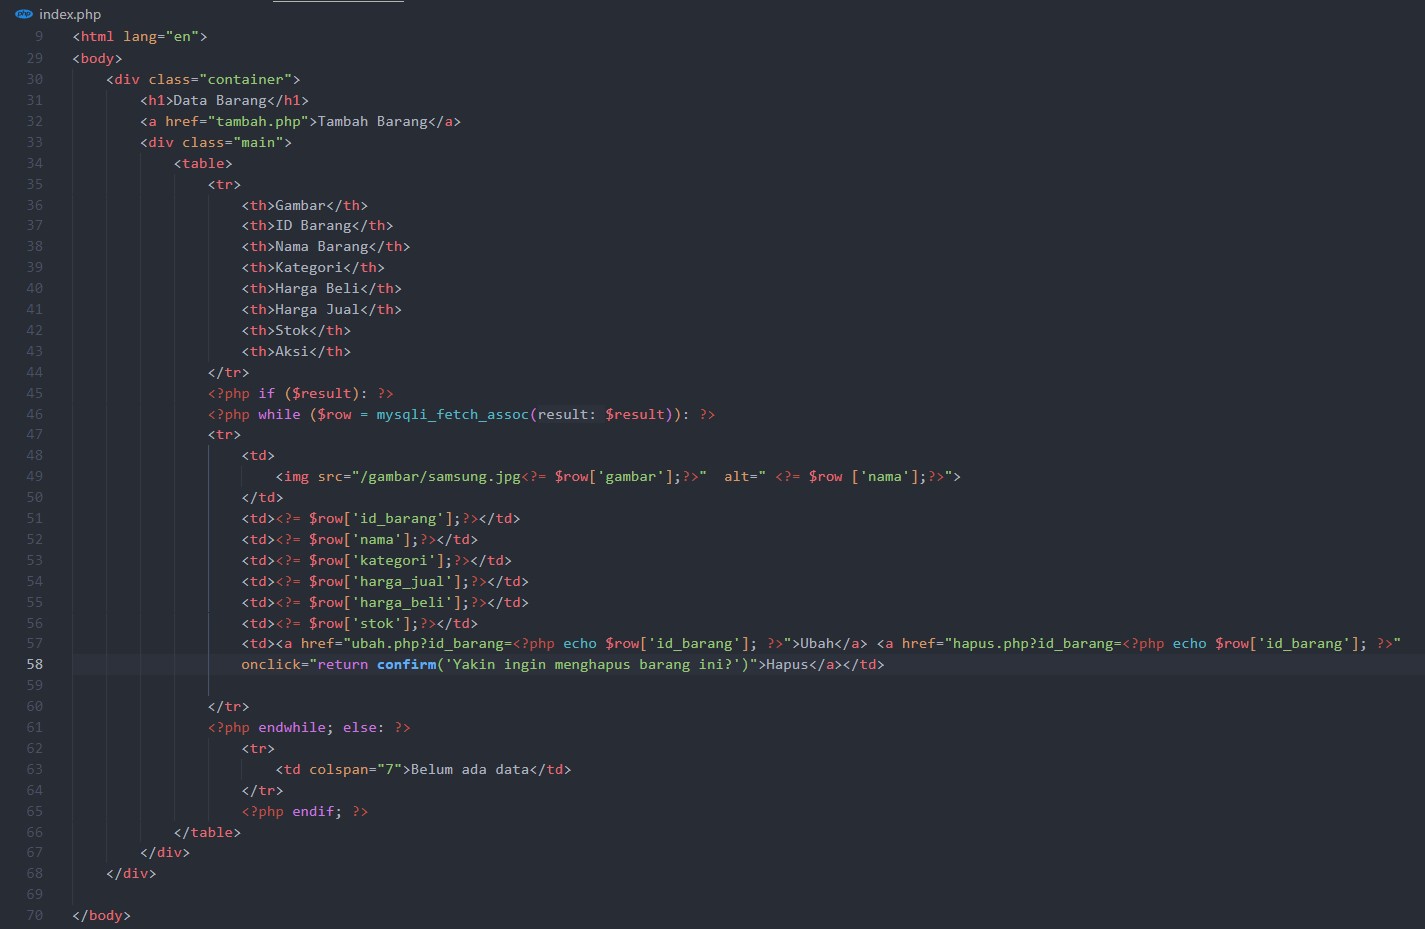 index.php
9 <html lang="en">
29 <body>
30 <div class="container">
31 <h1>Data Barang</h1>
32 <a href="tambah.php">Tambah Barang</a>
33 <div class="main">
34 <table>
35 <tr>
36 <th>Gambar</th>
37 <th>ID Barang</th>
38 <th>Nama Barang</th>
39 <th>Kategori</th>
40 <th>Harga Beli</th>
41 <th>Harga Jual</th>
42 <th>Stok</th>
43 <th>Aksi</th>
44 </tr>
45 <?php if ($result): ?>
46 <?php while ($row = mysqli_fetch_assoc(result: $result)): ?>
47 <tr>
48 <td>
49 <img src="/gambar/samsung.jpg<?= $row['gambar'];?>"  alt=" <?= $row ['nama'];?>">
50 </td>
51 <td><?= $row['id_barang'];?></td>
52 <td><?= $row['nama'];?></td>
53 <td><?= $row['kategori'];?></td>
54 <td><?= $row['harga_jual'];?></td>
55 <td><?= $row['harga_beli'];?></td>
56 <td><?= $row['stok'];?></td>
57 <td><a href="ubah.php?id_barang=<?php echo $row['id_barang']; ?>">Ubah</a> <a href="hapus.php?id_barang=<?php echo $row['id_barang']; ?>"
58 onclick="return confirm('Yakin ingin menghapus barang ini?')">Hapus</a></td>
59
60 </tr>
61 <?php endwhile; else: ?>
62 <tr>
63 <td colspan="7">Belum ada data</td>
64 </tr>
65 <?php endif; ?>
66 </table>
67 </div>
68 </div>
69
70 </body>